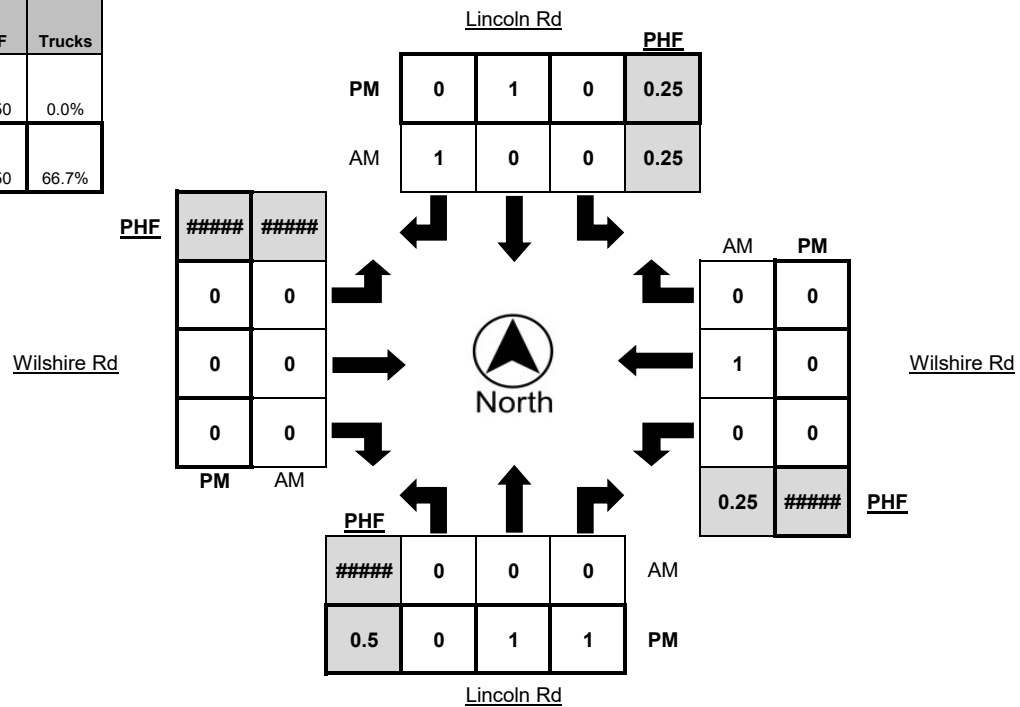 Lincoln Rd
PHF
F Trucks
PM 0 1 0 0.25
50 0.0%
AM 1 0 0 0.25
50 66.7%
PHF ##### #####
AM PM
0 0
0 0
Wilshire Rd
0 0
North
1 0
Wilshire Rd
0 0
0 0
PM AM
0.25 ##### PHF
PHF
##### 0 0 0 AM
0.5 0 1 1 PM
Lincoln Rd